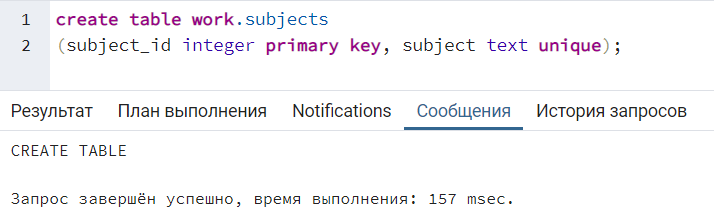 1 create table work.subjects
2 (subject_id integer primary key, subject text unique);
Результат План выполнения Notifications Сообщения История запросов
CREATE TABLE
Запрос завершён успешно, время выполнения: 157 msec.